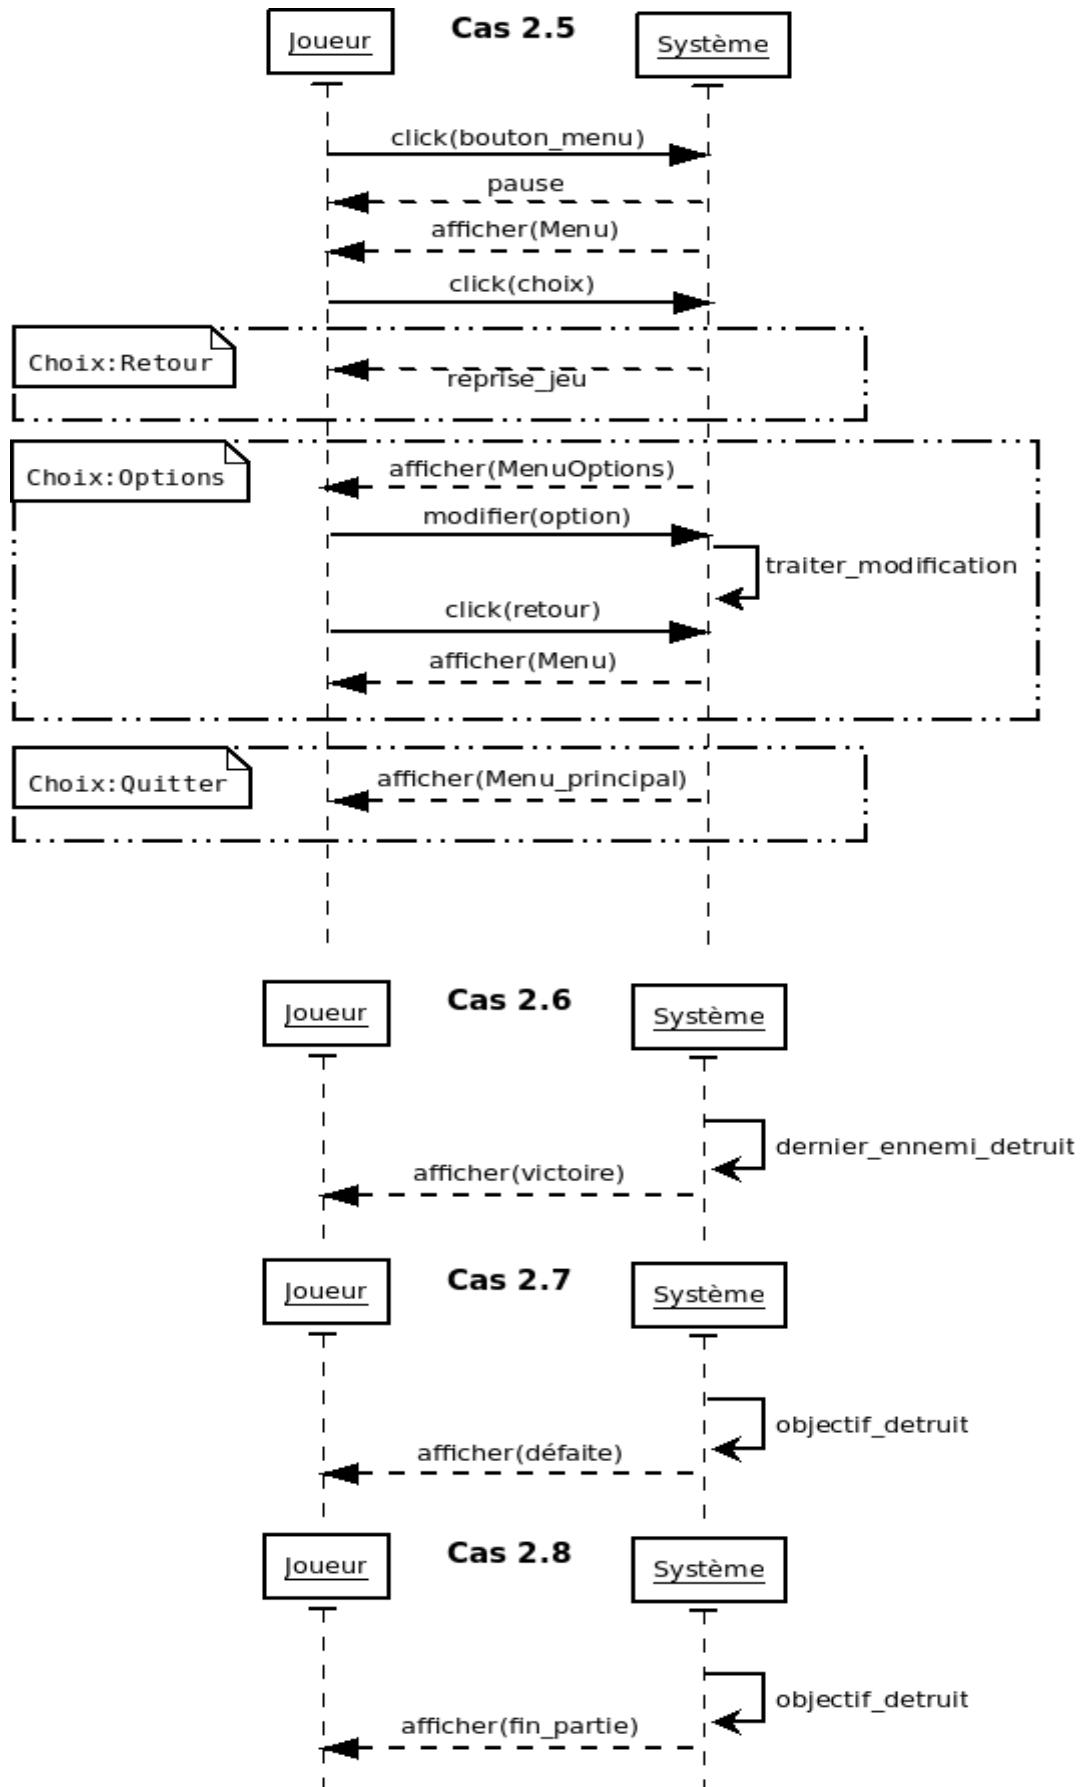 Joueur
Cas 2.5
Système
click(bouton_menu)
pause
afficher(Menu)
click(choix)
Choix:Retour
reprise_jeu
Choix:Options
afficher(MenuOptions)
modifier(option)
traiter_modification
click(retour)
afficher(Menu)
Choix:Quitter
afficher(Menu_principal)
Joueur
Cas 2.6
Système
dernier_ennemi_detruit
afficher(victoire)
Joueur
Cas 2.7
Système
objectif_detruit
afficher(défaite)
Joueur
Cas 2.8
Système
objectif_detruit
afficher(fin_partie)